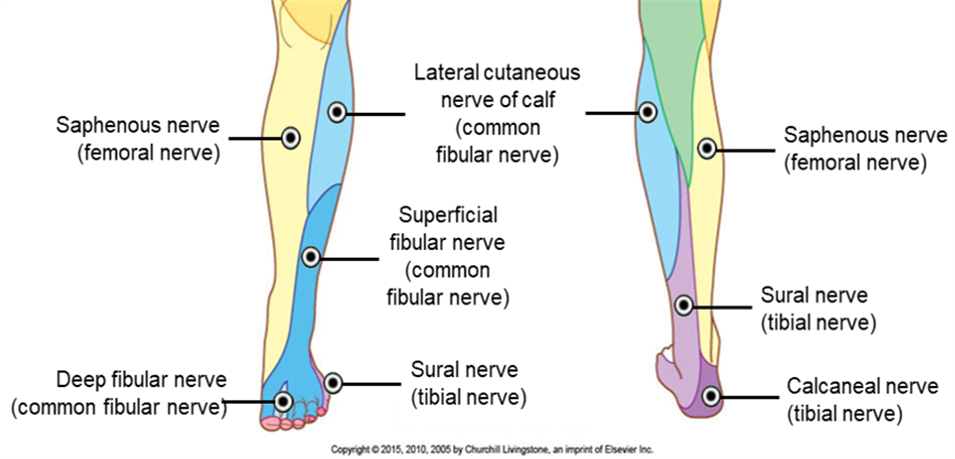 Saphenous nerve
(femoral nerve)
Lateral cutaneous
nerve of calf
(common
fibular nerve)
Saphenous nerve
(femoral nerve)
Superficial
fibular nerve
(common
fibular nerve)
Sural nerve
(tibial nerve)
Deep fibular nerve
(common fibular nerve)
Sural nerve
(tibial nerve)
Calcaneal nerve
(tibial nerve)
Copyright © 2015, 2010, 2005 by Churchill Livingstone, an imprint of Elsevier Inc.